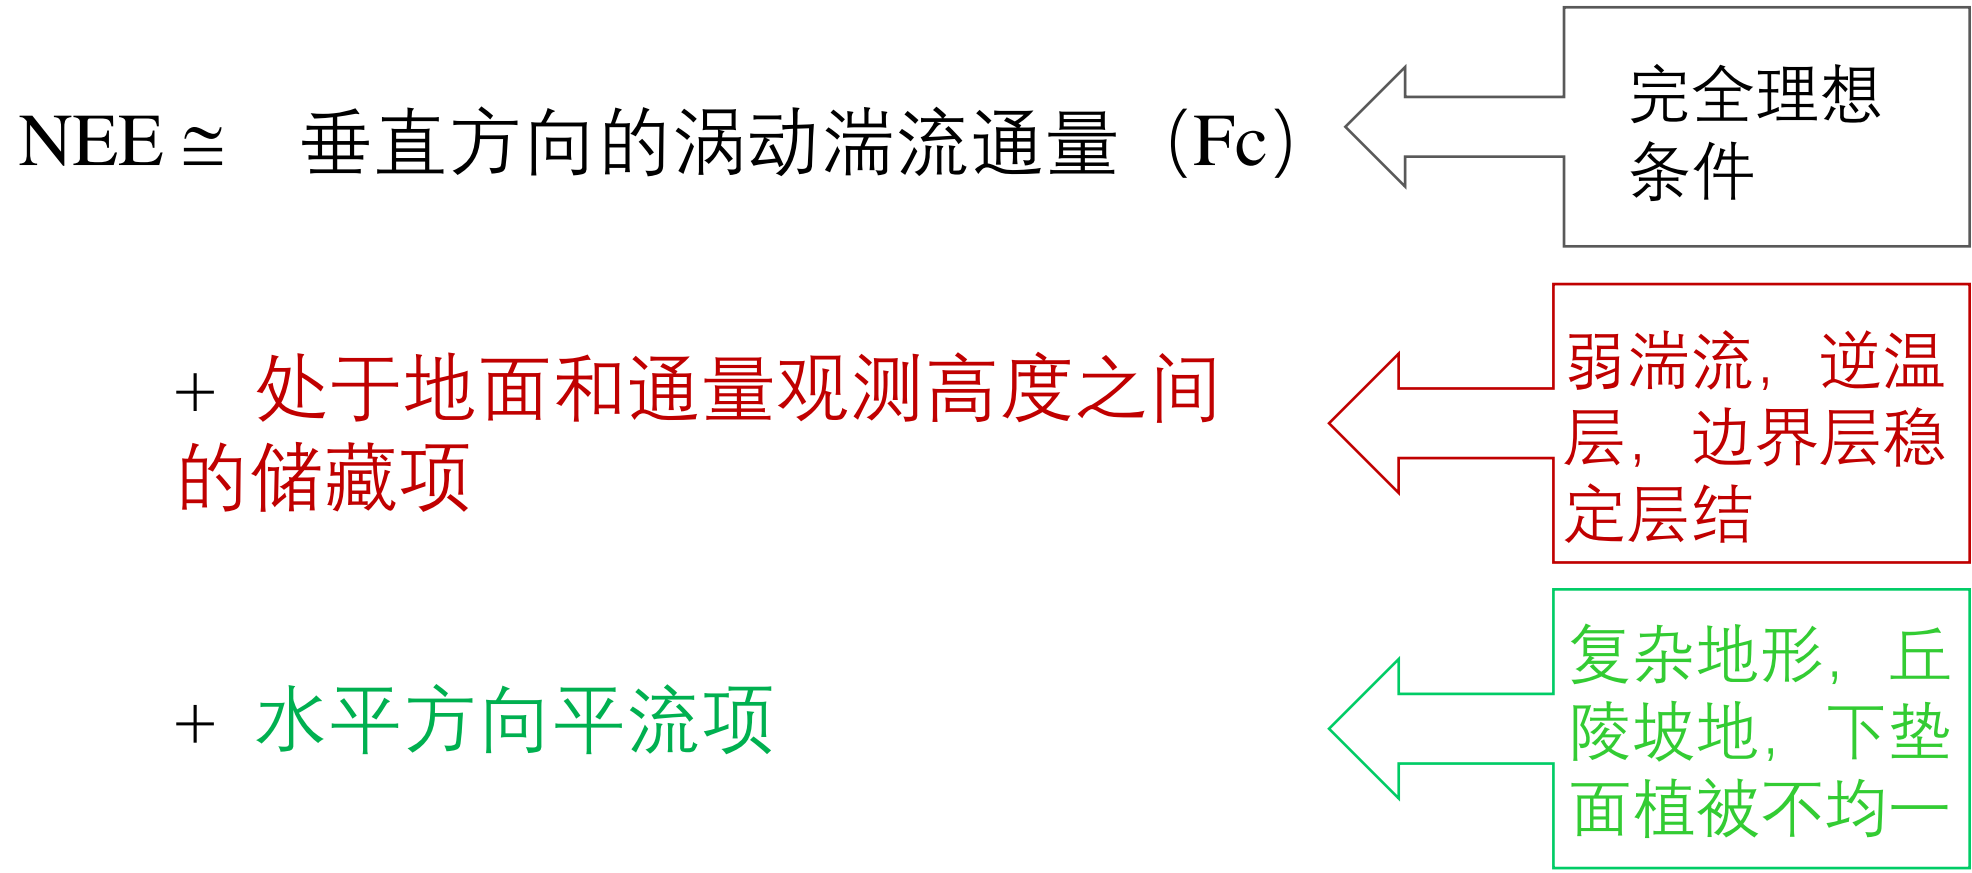 NEE ≅ 垂直方向的涡动湍流通量（Fc）
完全理想
条件
+ 处于地面和通量观测高度之间
的储藏项
弱湍流，逆温
层，边界层稳
定层结
+ 水平方向平流项
复杂地形，丘
陵坡地，下垫
面植被不均一